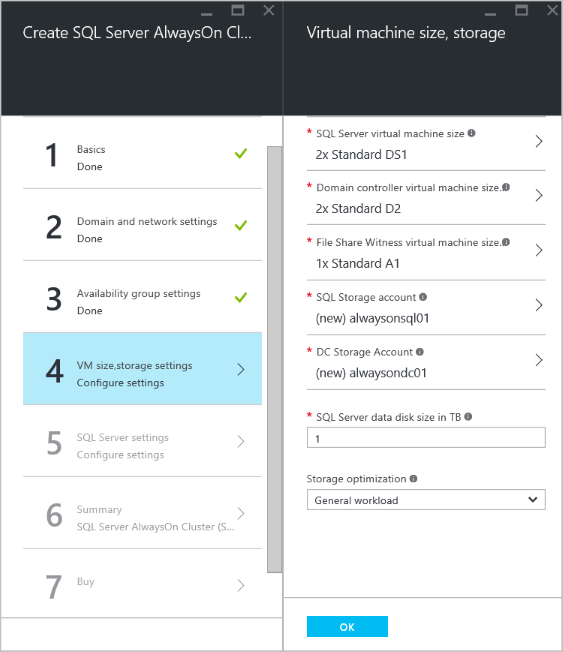 Create SQL Server AlwaysOn Cl...
1
Basics
Done
2
Domain and network settings
Done
3
Availability group settings
Done
4
VM size,storage settings
Configure settings
5
SQL Server settings
Configure settings
6
Summary
SQL Server AlwaysOn Cluster (S...
7
Buy
Virtual machine size, storage
* SQL Server virtual machine size
2x Standard DS1
* Domain controller virtual machine size.
2x Standard D2
* File Share Witness virtual machine size.
1x Standard A1
* SQL Storage account
(new) alwaysonsql01
* DC Storage Account
(new) alwaysondc01
* SQL Server data disk size in TB
1
Storage optimization
General workload
OK